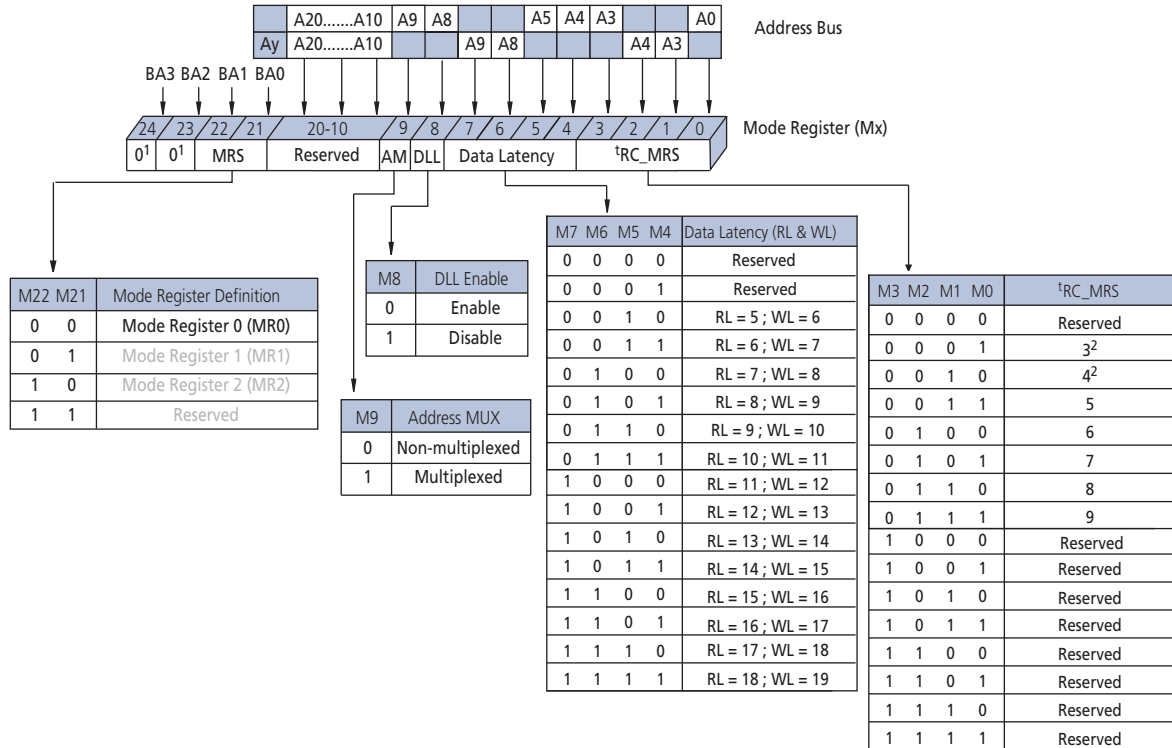 A20.......A10 A9 A8 A5 A4 A3 A0
Address Bus
Ay A20.......A10 A9 A8 A4 A3
BA3 BA2 BA1 BA0
24 23 22 21 20-10 9 8 7 6 5 4 3 2 1 0
Mode Register (Mx)
0¹ 0¹ MRS Reserved AM DLL Data Latency ᵗRC_MRS
M22 M21 Mode Register Definition
0 0 Mode Register 0 (MR0)
0 1 Mode Register 1 (MR1)
1 0 Mode Register 2 (MR2)
1 1 Reserved
M8 DLL Enable
0 Enable
1 Disable
M9 Address MUX
0 Non-multiplexed
1 Multiplexed
M7 M6 M5 M4 Data Latency (RL & WL)
0 0 0 0 Reserved
0 0 0 1 Reserved
0 0 1 0 RL = 5 ; WL = 6
0 0 1 1 RL = 6 ; WL = 7
0 1 0 0 RL = 7 ; WL = 8
0 1 0 1 RL = 8 ; WL = 9
0 1 1 0 RL = 9 ; WL = 10
0 1 1 1 RL = 10 ; WL = 11
1 0 0 0 RL = 11 ; WL = 12
1 0 0 1 RL = 12 ; WL = 13
1 0 1 0 RL = 13 ; WL = 14
1 0 1 1 RL = 14 ; WL = 15
1 1 0 0 RL = 15 ; WL = 16
1 1 0 1 RL = 16 ; WL = 17
1 1 1 0 RL = 17 ; WL = 18
1 1 1 1 RL = 18 ; WL = 19
M3 M2 M1 M0 ᵗRC_MRS
0 0 0 0 Reserved
0 0 0 1 3²
0 0 1 0 4²
0 0 1 1 5
0 1 0 0 6
0 1 0 1 7
0 1 1 0 8
0 1 1 1 9
1 0 0 0 Reserved
1 0 0 1 Reserved
1 0 1 0 Reserved
1 0 1 1 Reserved
1 1 0 0 Reserved
1 1 0 1 Reserved
1 1 1 0 Reserved
1 1 1 1 Reserved